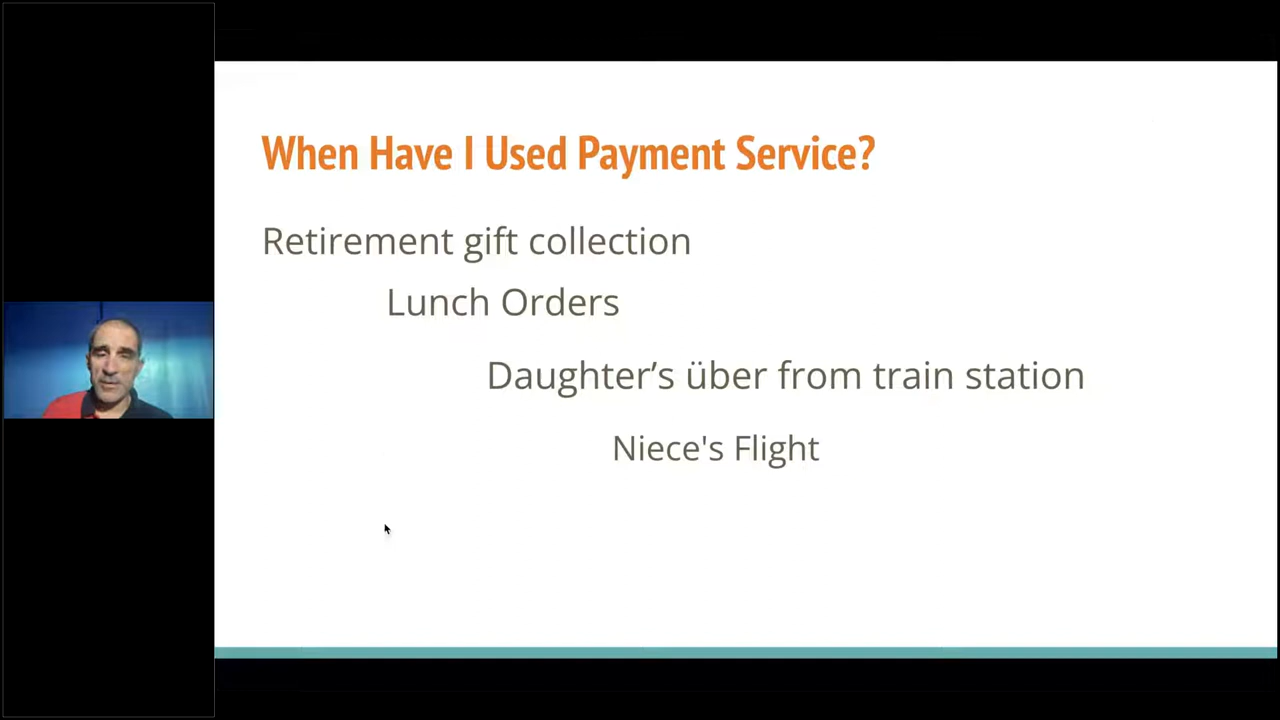 When Have I Used Payment Service?
Retirement gift collection
Lunch Orders
Daughter’s über from train station
Niece's Flight